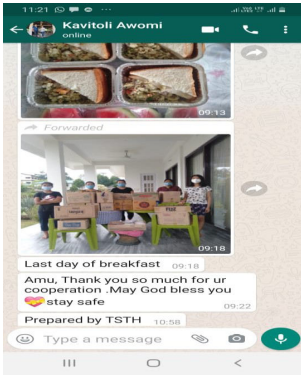 11:21
Kavitoli Awomi
online
09:13
Forwarded
09:18
Last day of breakfast 09:18
Amu, Thank you so much for ur
cooperation .May God bless you
stay safe 09:22
Prepared by TSTH 10:58
Type a message